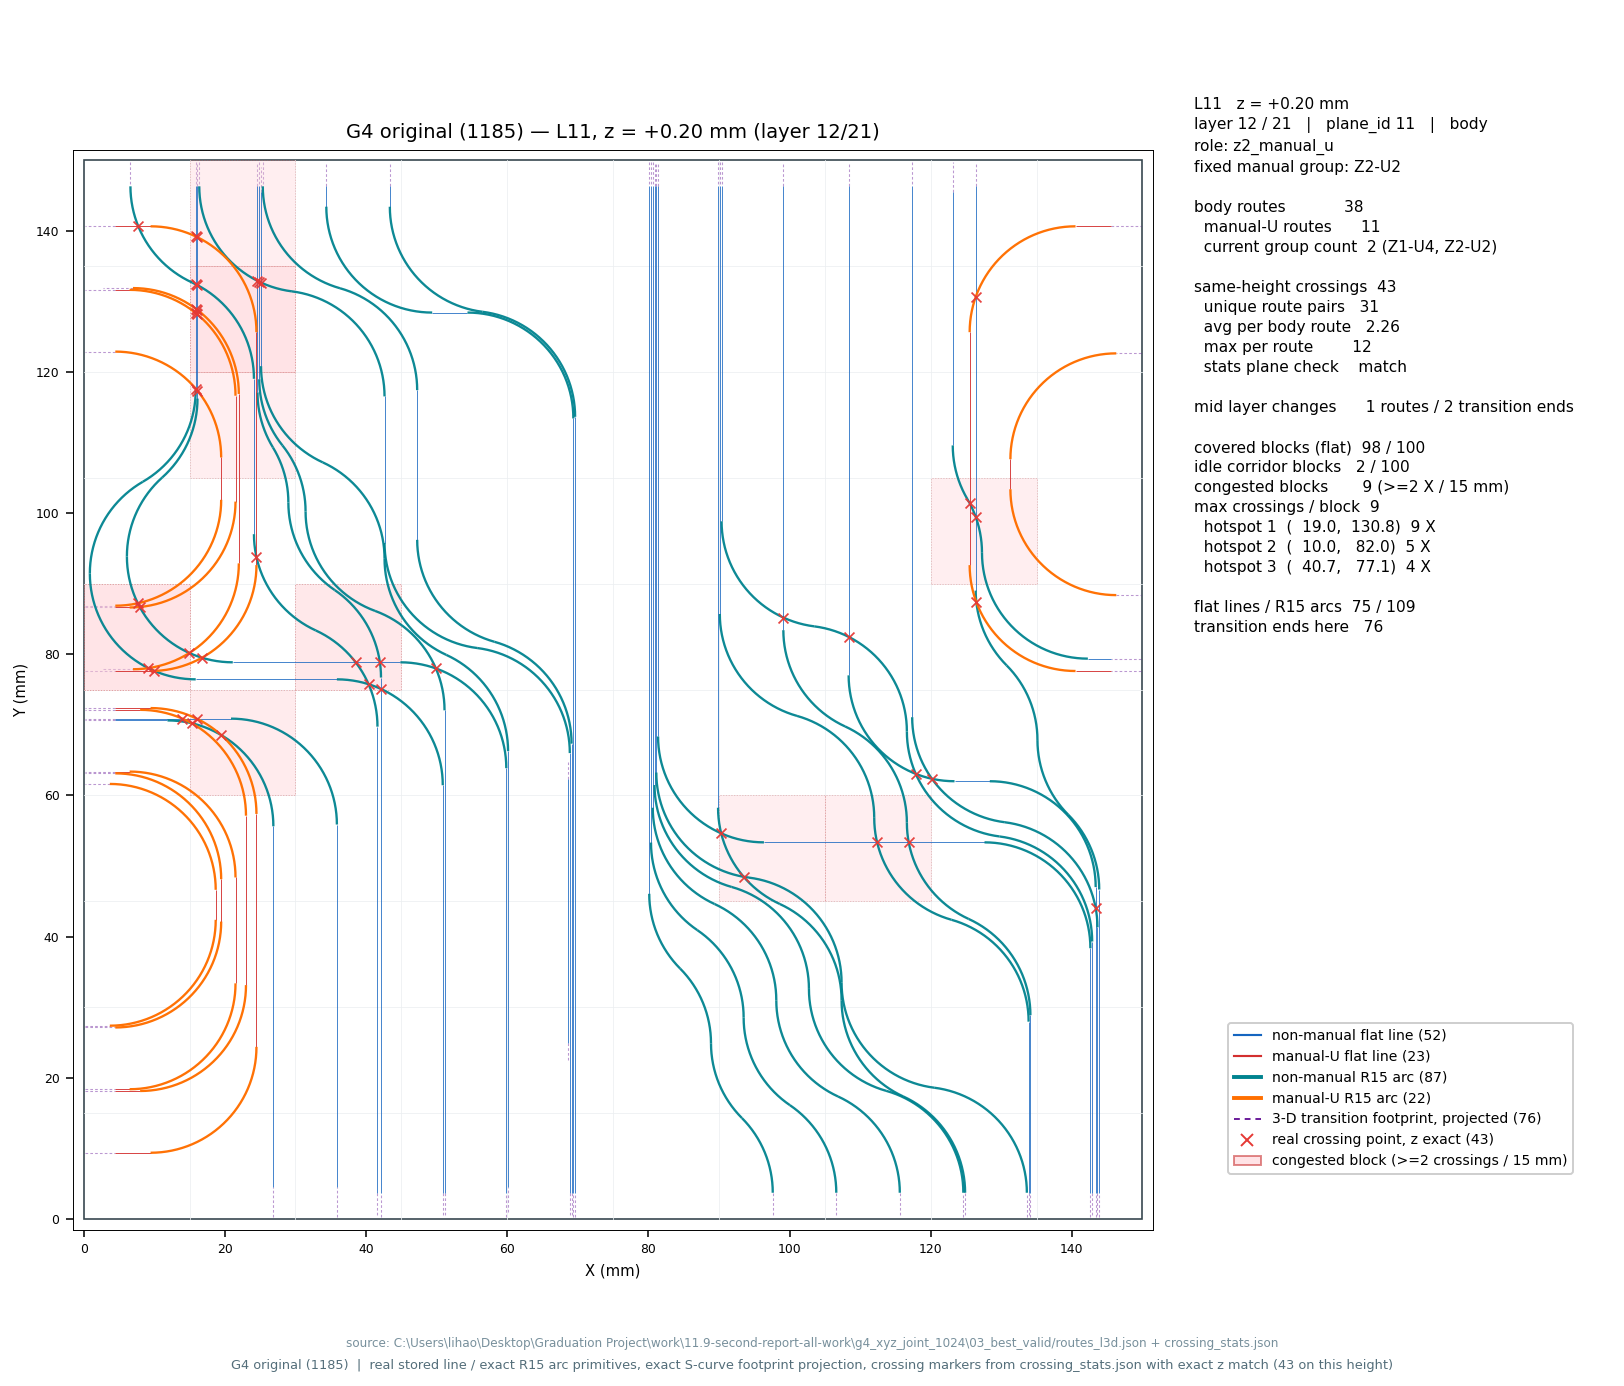 L11   z = +0.20 mm
layer 12 / 21   |   plane_id 11   |   body
role: z2_manual_u
fixed manual group: Z2-U2
body routes   38
manual-U routes   11
current group count  2 (Z1-U4, Z2-U2)
same-height crossings  43
unique route pairs   31
avg per body route   2.26
max per route   12
stats plane check   match
mid layer changes   1 routes / 2 transition ends
covered blocks (flat)  98 / 100
idle corridor blocks   2 / 100
congested blocks   9 (>=2 X / 15 mm)
max crossings / block  9
hotspot 1  (  19.0,  130.8)  9 X
hotspot 2  (  10.0,   82.0)  5 X
hotspot 3  (  40.7,   77.1)  4 X
flat lines / R15 arcs  75 / 109
transition ends here   76
G4 original (1185) — L11, z = +0.20 mm (layer 12/21)
Y (mm)
140
120
100
80
60
40
20
0
0 20 40 60 80 100 120 140
X (mm)
non-manual flat line (52)
manual-U flat line (23)
non-manual R15 arc (87)
manual-U R15 arc (22)
3-D transition footprint, projected (76)
real crossing point, z exact (43)
congested block (>=2 crossings / 15 mm)
source: C:\Users\lihao\Desktop\Graduation Project\work\11.9-second-report-all-work\g4_xyz_joint_1024\03_best_valid/routes_l3d.json + crossing_stats.json
G4 original (1185)  |  real stored line / exact R15 arc primitives, exact S-curve footprint projection, crossing markers from crossing_stats.json with exact z match (43 on this height)